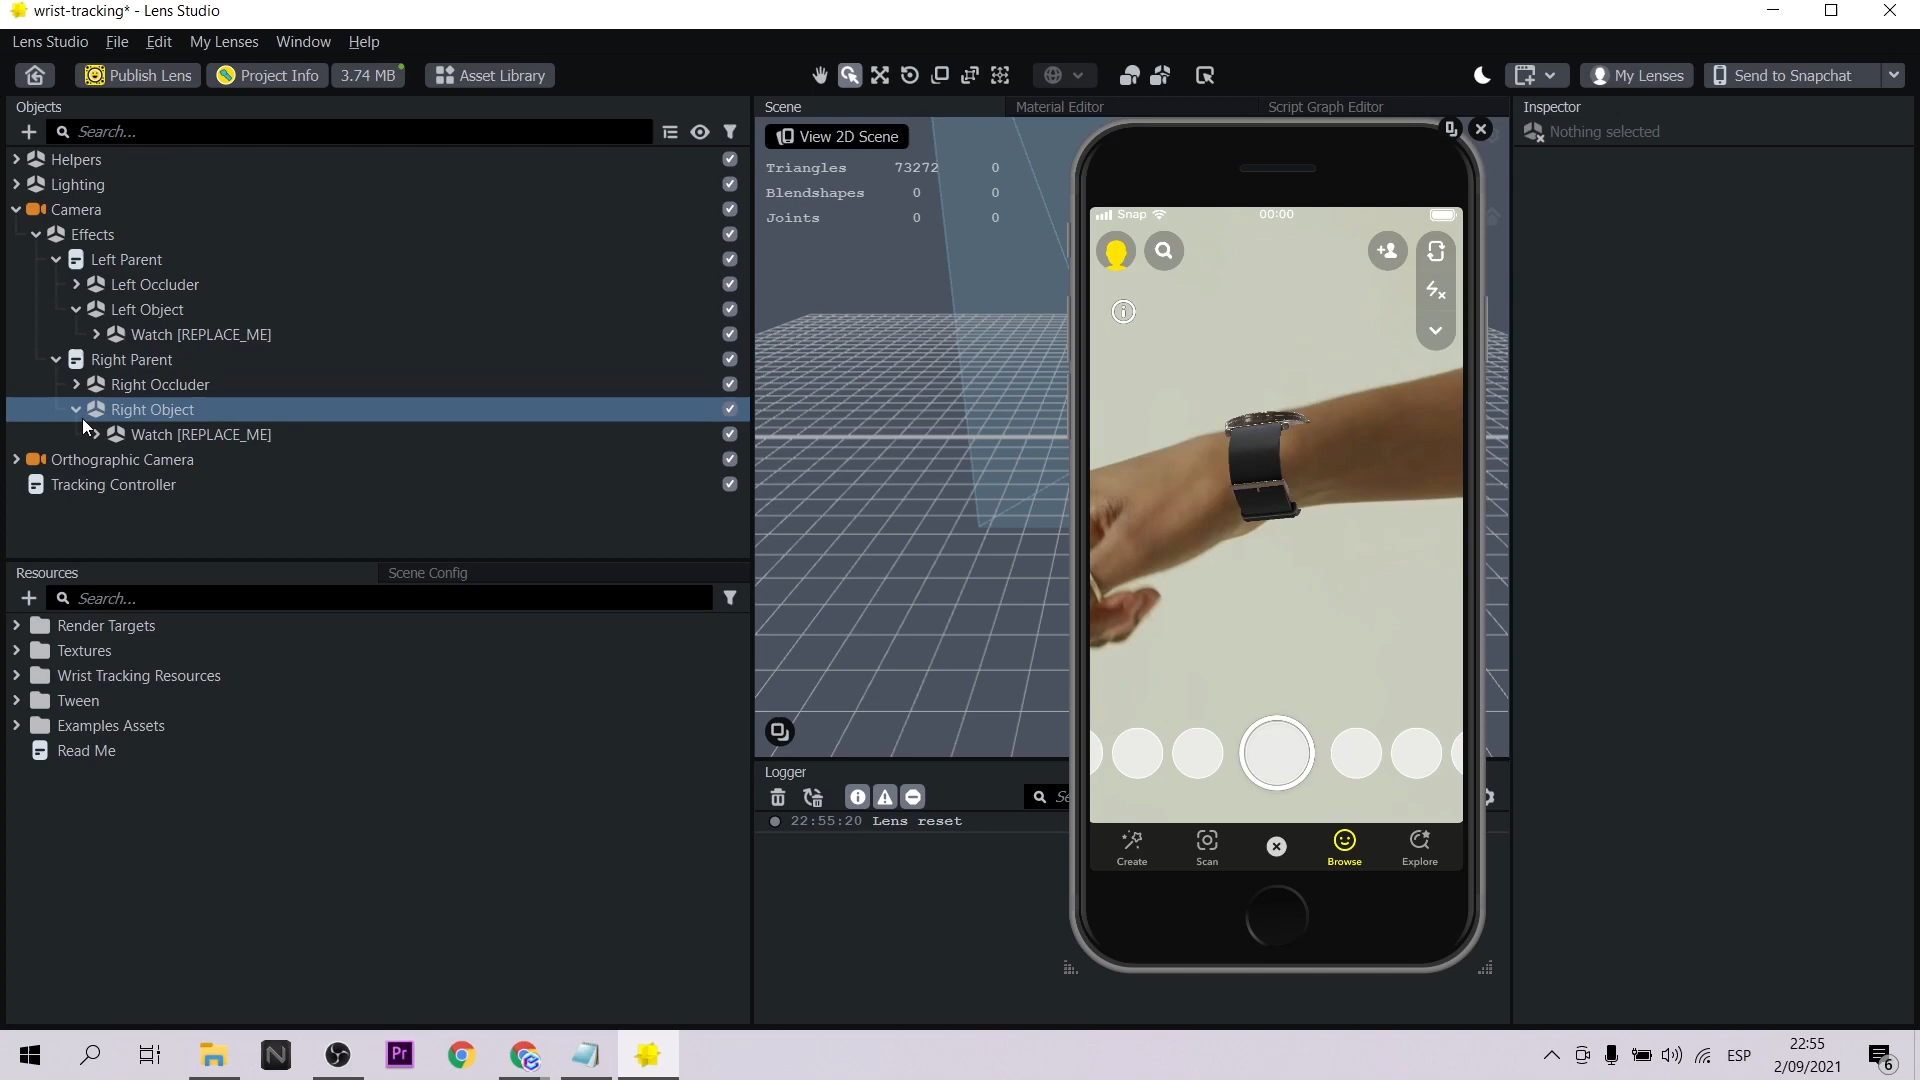 wrist-tracking* - Lens Studio
Lens Studio File Edit My Lenses Window Help
Publish Lens Project Info 3.74 MB Asset Library My Lenses Send to Snapchat
Objects
Search...
Helpers
Lighting
Camera
Effects
Left Parent
Left Occluder
Left Object
Watch [REPLACE_ME]
Right Parent
Right Occluder
Right Object
Watch [REPLACE_ME]
Orthographic Camera
Tracking Controller
Resources Scene Config
Search...
Render Targets
Textures
Wrist Tracking Resources
Tween
Examples Assets
Read Me
Scene Material Editor Script Graph Editor
View 2D Scene
Triangles 73272 0
Blendshapes 0 0
Joints 0 0
Snap 00:00
Create Scan Browse Explore
Logger
22:55:20 Lens reset
Inspector
Nothing selected
N Pr ESP 22:55
2/09/2021
6